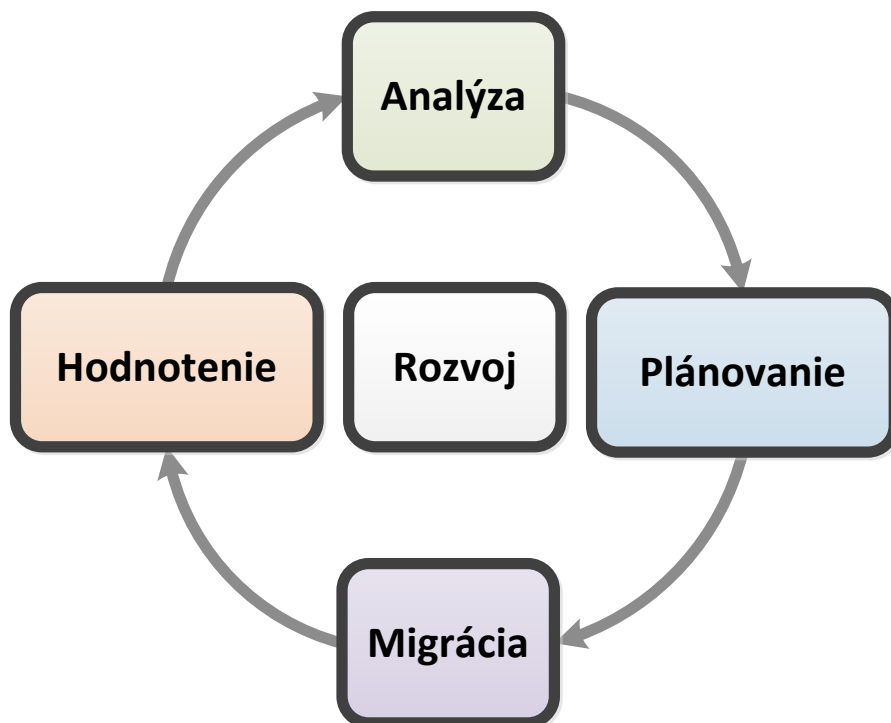 Analýza
Hodnotenie
Rozvoj
Plánovanie
Migrácia